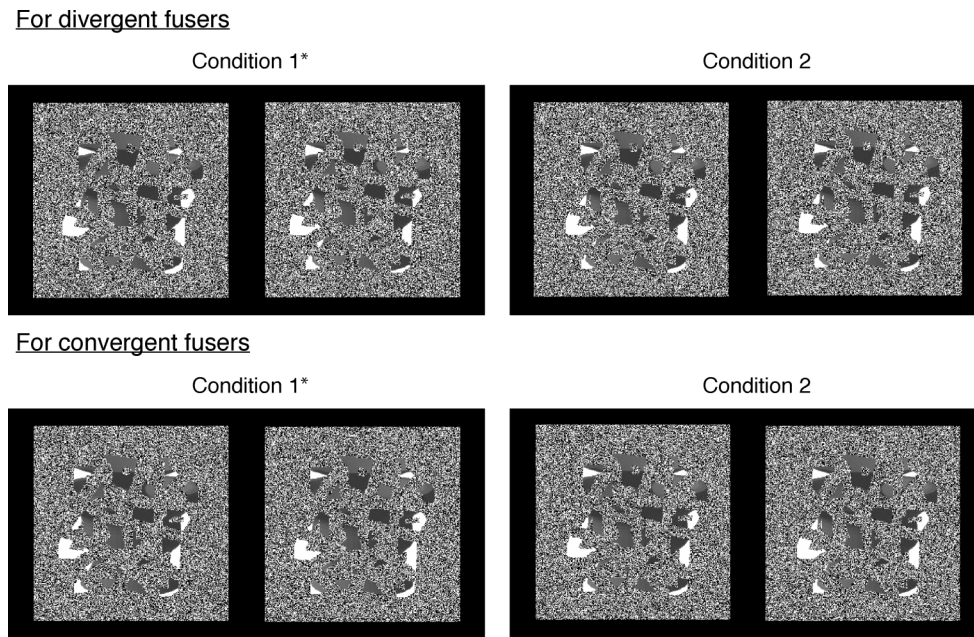 For divergent fusers
Condition 1*
Condition 2
For convergent fusers
Condition 1*
Condition 2